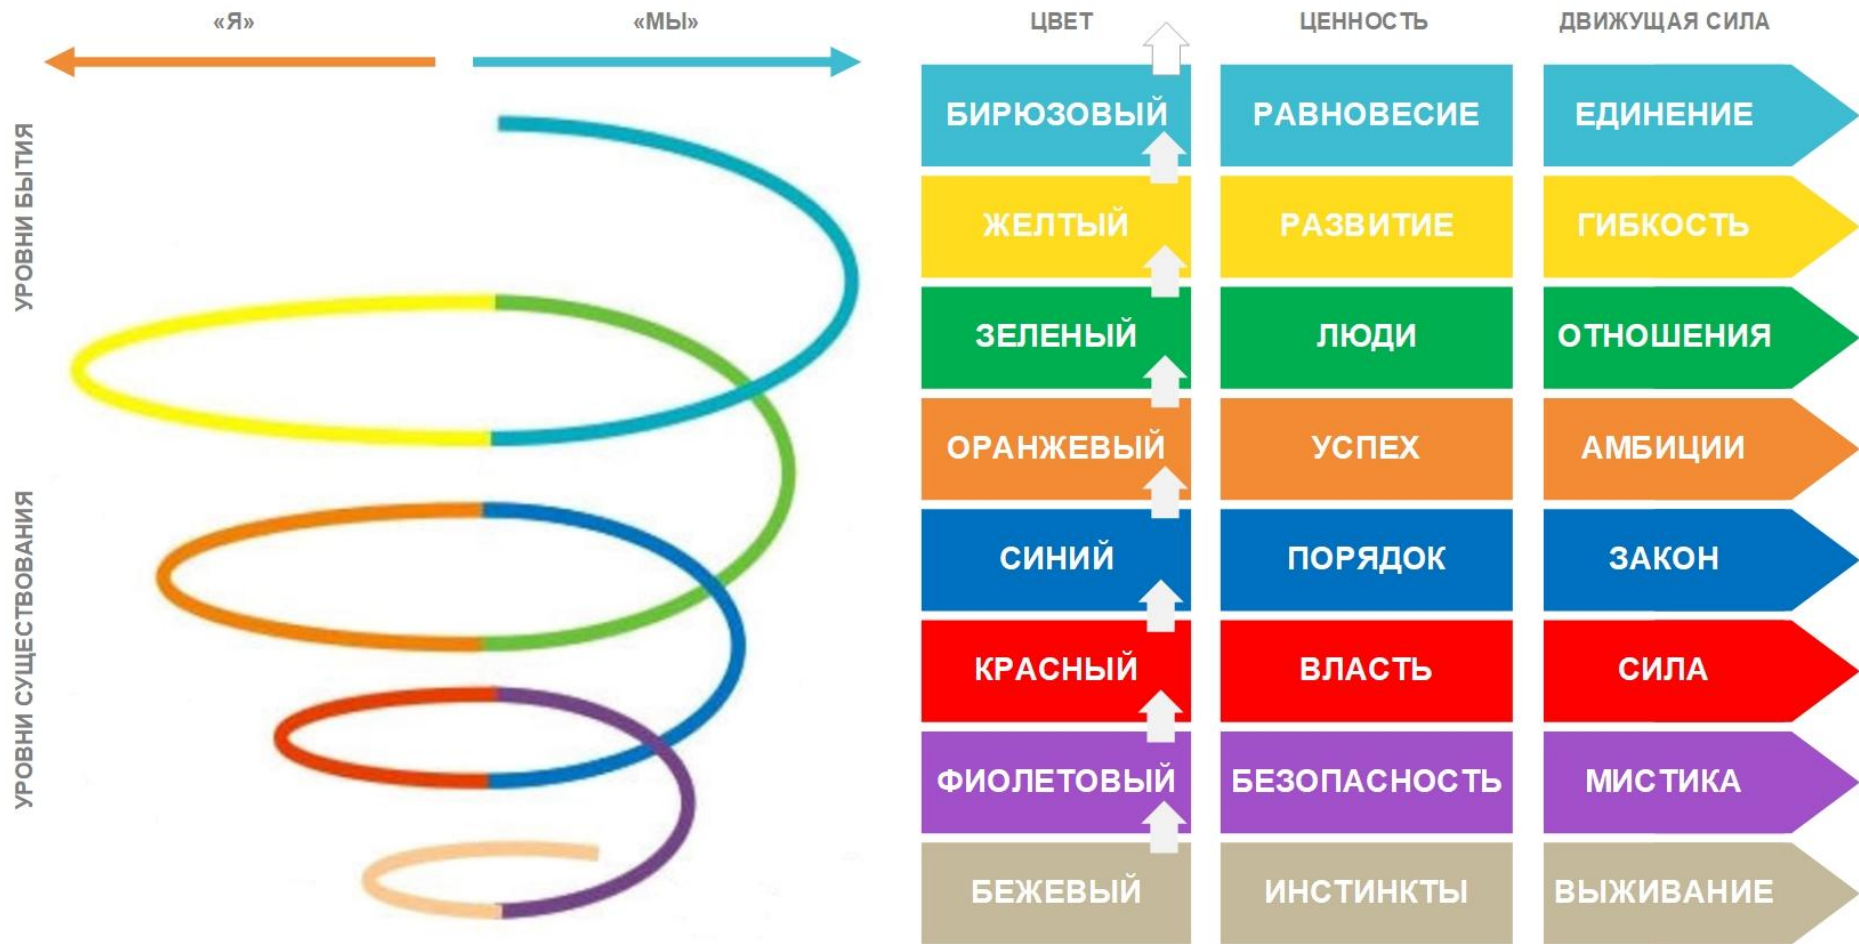 «Я»
«МЫ»
УРОВНИ БЫТИЯ
УРОВНИ СУЩЕСТВОВАНИЯ
ЦВЕТ ЦЕННОСТЬ ДВИЖУЩАЯ СИЛА
БИРЮЗОВЫЙ РАВНОВЕСИЕ ЕДИНЕНИЕ
ЖЕЛТЫЙ РАЗВИТИЕ ГИБКОСТЬ
ЗЕЛЕНЫЙ ЛЮДИ ОТНОШЕНИЯ
ОРАНЖЕВЫЙ УСПЕХ АМБИЦИИ
СИНИЙ ПОРЯДОК ЗАКОН
КРАСНЫЙ ВЛАСТЬ СИЛА
ФИОЛЕТОВЫЙ БЕЗОПАСНОСТЬ МИСТИКА
БЕЖЕВЫЙ ИНСТИНКТЫ ВЫЖИВАНИЕ